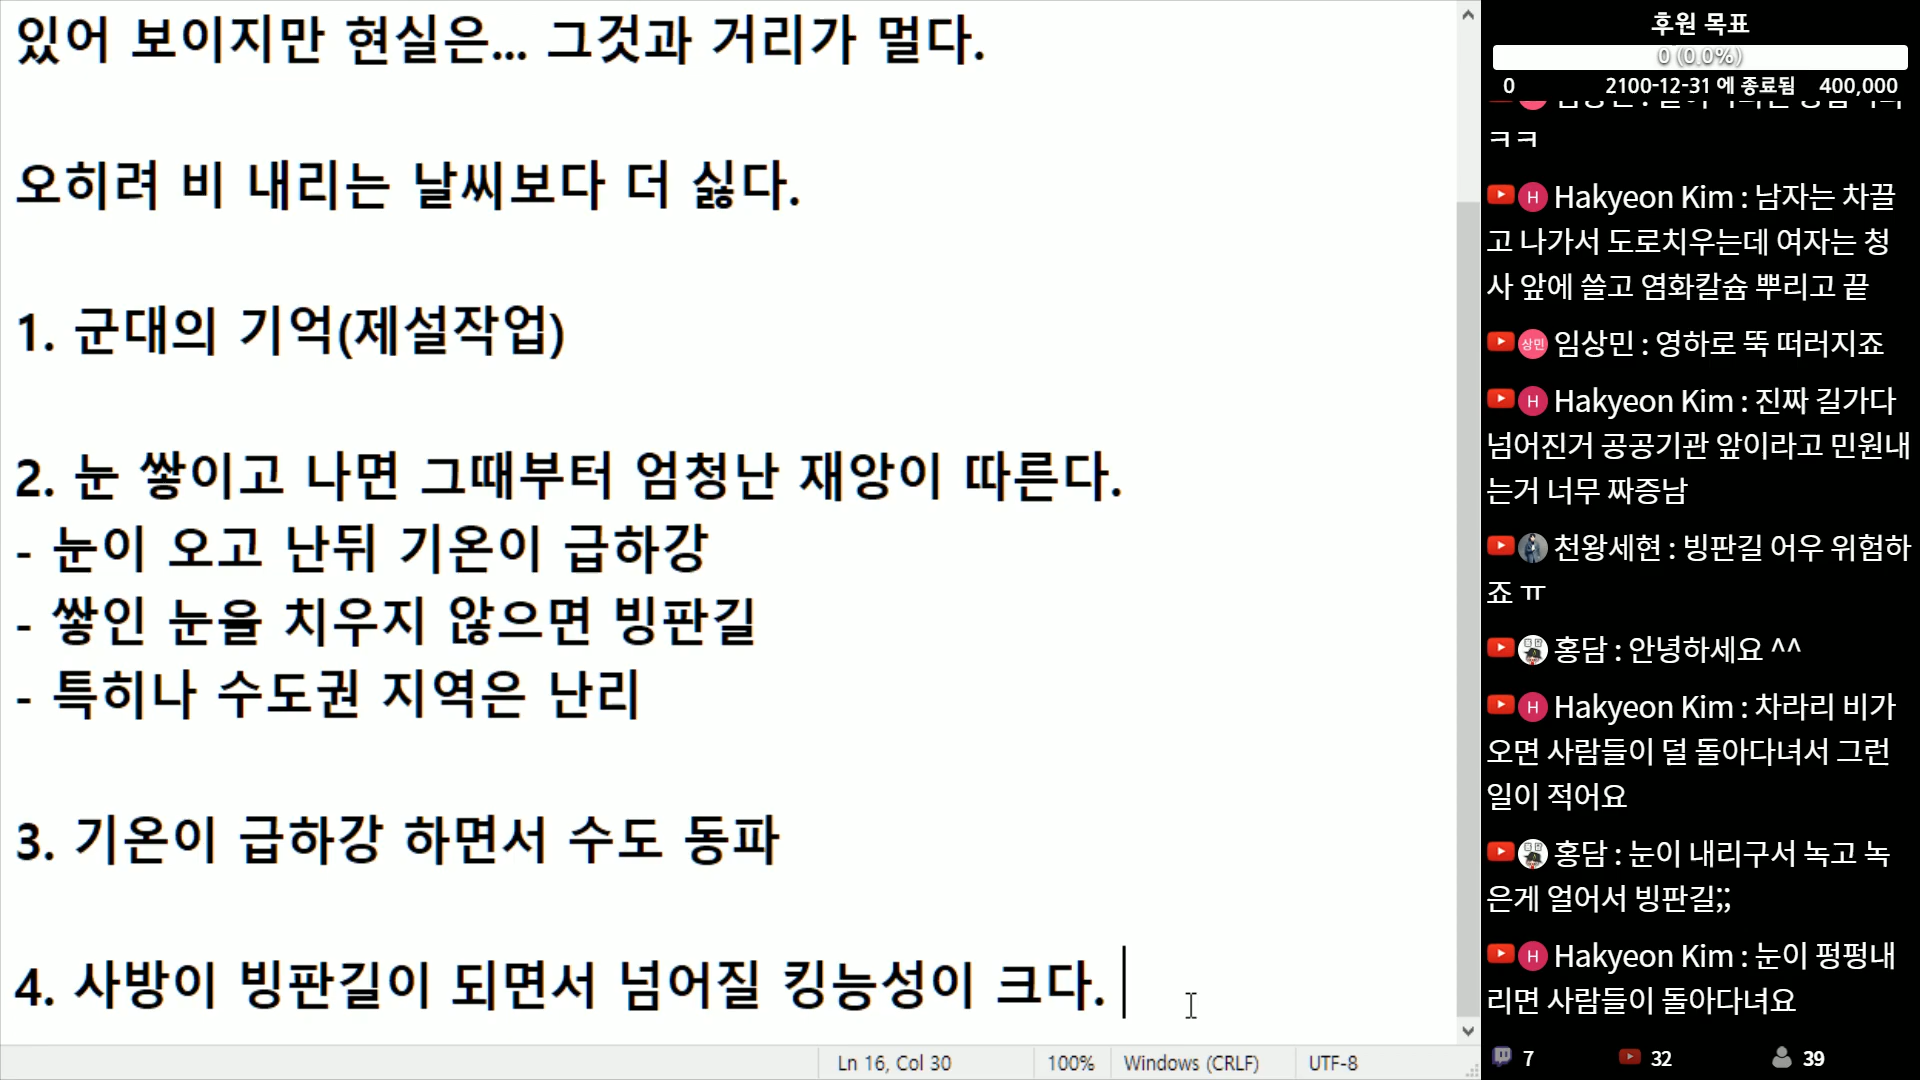 있어 보이지만 현실은... 그것과 거리가 멀다.
오히려 비 내리는 날씨보다 더 싫다.
1. 군대의 기억(제설작업)
2. 눈 쌓이고 나면 그때부터 엄청난 재앙이 따른다.
- 눈이 오고 난뒤 기온이 급하강
- 쌓인 눈을 치우지 않으면 빙판길
- 특히나 수도권 지역은 난리
3. 기온이 급하강 하면서 수도 동파
4. 사방이 빙판길이 되면서 넘어질 킹능성이 크다.
Ln 16, Col 30
100%
Windows (CRLF)
UTF-8
후원 목표
0 (0.0%)
0
2100-12-31 에 종료됨
400,000
ㅋㅋ
H Hakyeon Kim : 남자는 차끌
고 나가서 도로치우는데 여자는 청
사 앞에 쓸고 염화칼슘 뿌리고 끝
상민 임상민 : 영하로 뚝 떠러지죠
H Hakyeon Kim : 진짜 길가다
넘어진거 공공기관 앞이라고 민원내
는거 너무 짜증남
천왕세현 : 빙판길 어우 위험하
죠 ㅠ
홍담 : 안녕하세요 ^^
H Hakyeon Kim : 차라리 비가
오면 사람들이 덜 돌아다녀서 그런
일이 적어요
홍담 : 눈이 내리구서 녹고 녹
은게 얼어서 빙판길;;
H Hakyeon Kim : 눈이 펑펑내
리면 사람들이 돌아다녀요
7
32
39